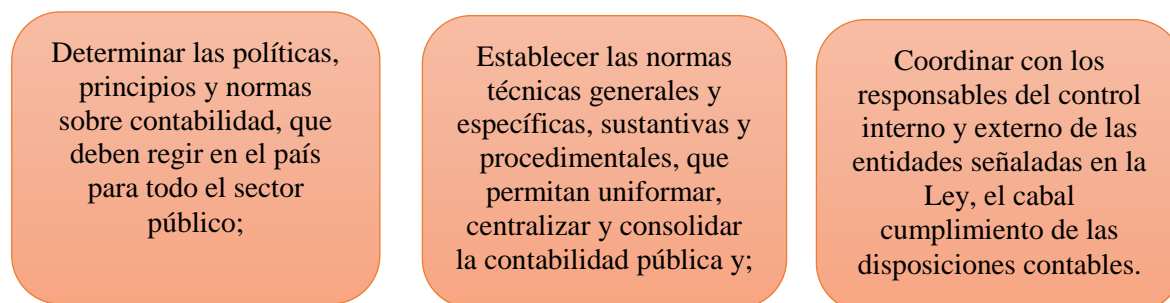 Determinar las políticas,
principios y normas
sobre contabilidad, que
deben regir en el país
para todo el sector
público;
Establecer las normas
técnicas generales y
específicas, sustantivas y
procedimentales, que
permitan uniformar,
centralizar y consolidar
la contabilidad pública y;
Coordinar con los
responsables del control
interno y externo de las
entidades señaladas en la
Ley, el cabal
cumplimiento de las
disposiciones contables.